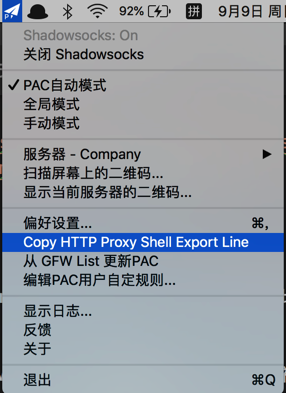 92% 拼 9月9日 周
Shadowsocks: On
关闭 Shadowsocks
PAC自动模式
全局模式
手动模式
服务器 - Company
扫描屏幕上的二维码...
显示当前服务器的二维码...
偏好设置... ⌘,
Copy HTTP Proxy Shell Export Line
从 GFW List 更新PAC
编辑PAC用户自定规则...
显示日志...
反馈
关于
退出 ⌘Q